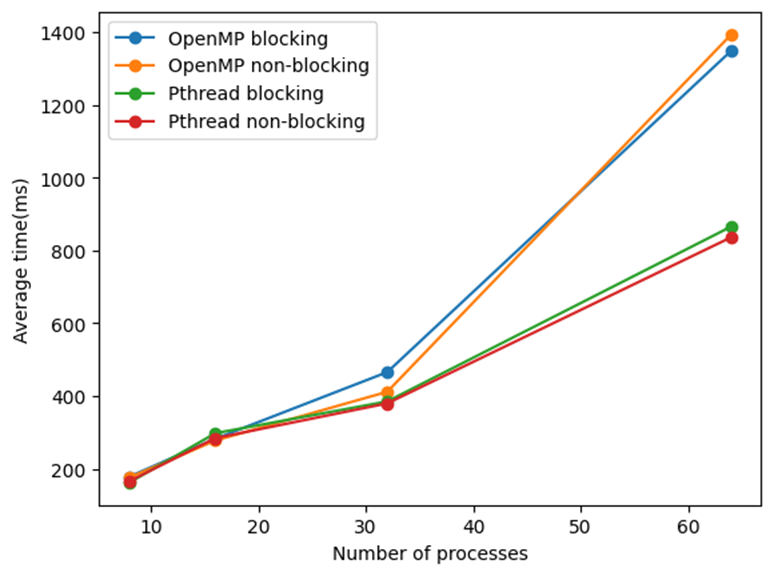 OpenMP blocking
OpenMP non-blocking
Pthread blocking
Pthread non-blocking
Average time(ms)
1400
1200
1000
800
600
400
200
10 20 30 40 50 60
Number of processes